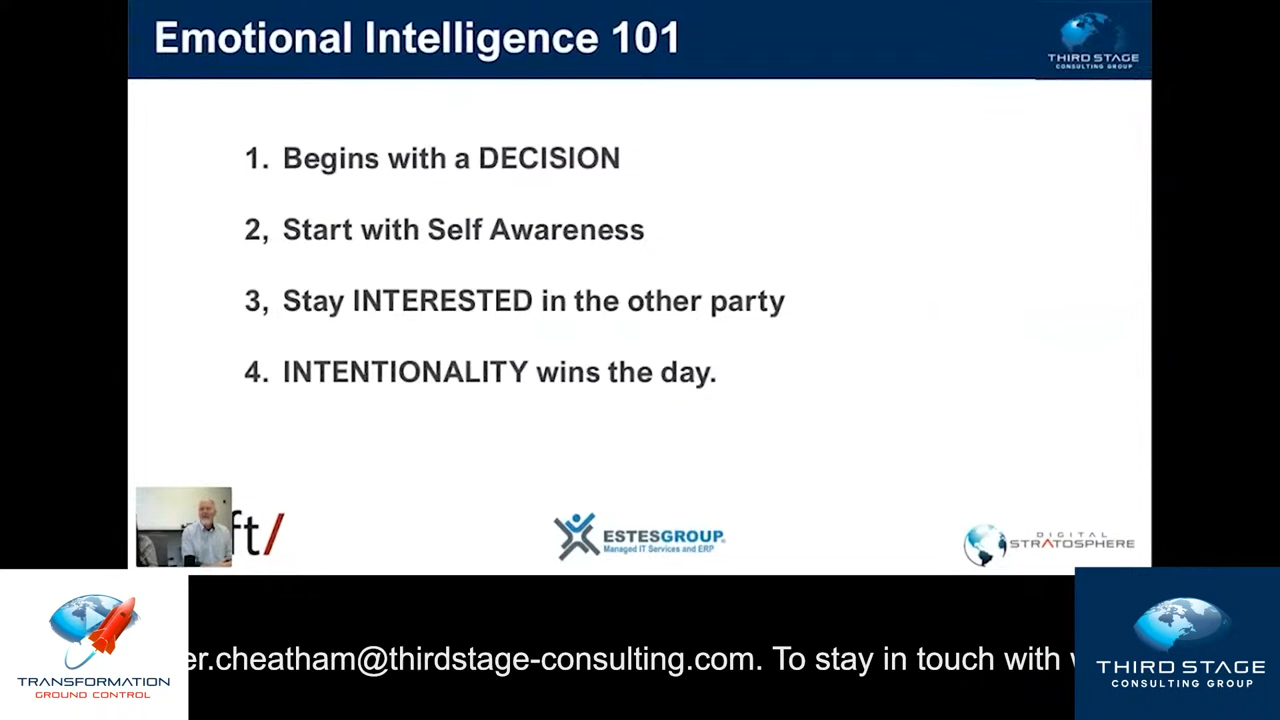 Emotional Intelligence 101
THIRD STAGE
CONSULTING GROUP
1. Begins with a DECISION
2, Start with Self Awareness
3, Stay INTERESTED in the other party
4. INTENTIONALITY wins the day.
ft/
ESTESGROUP
Managed IT Services and ERP
DIGITAL
STRATOSPHERE
er.cheatham@thirdstage-consulting.com. To stay in touch with
TRANSFORMATION
GROUND CONTROL
THIRD STAGE
CONSULTING GROUP